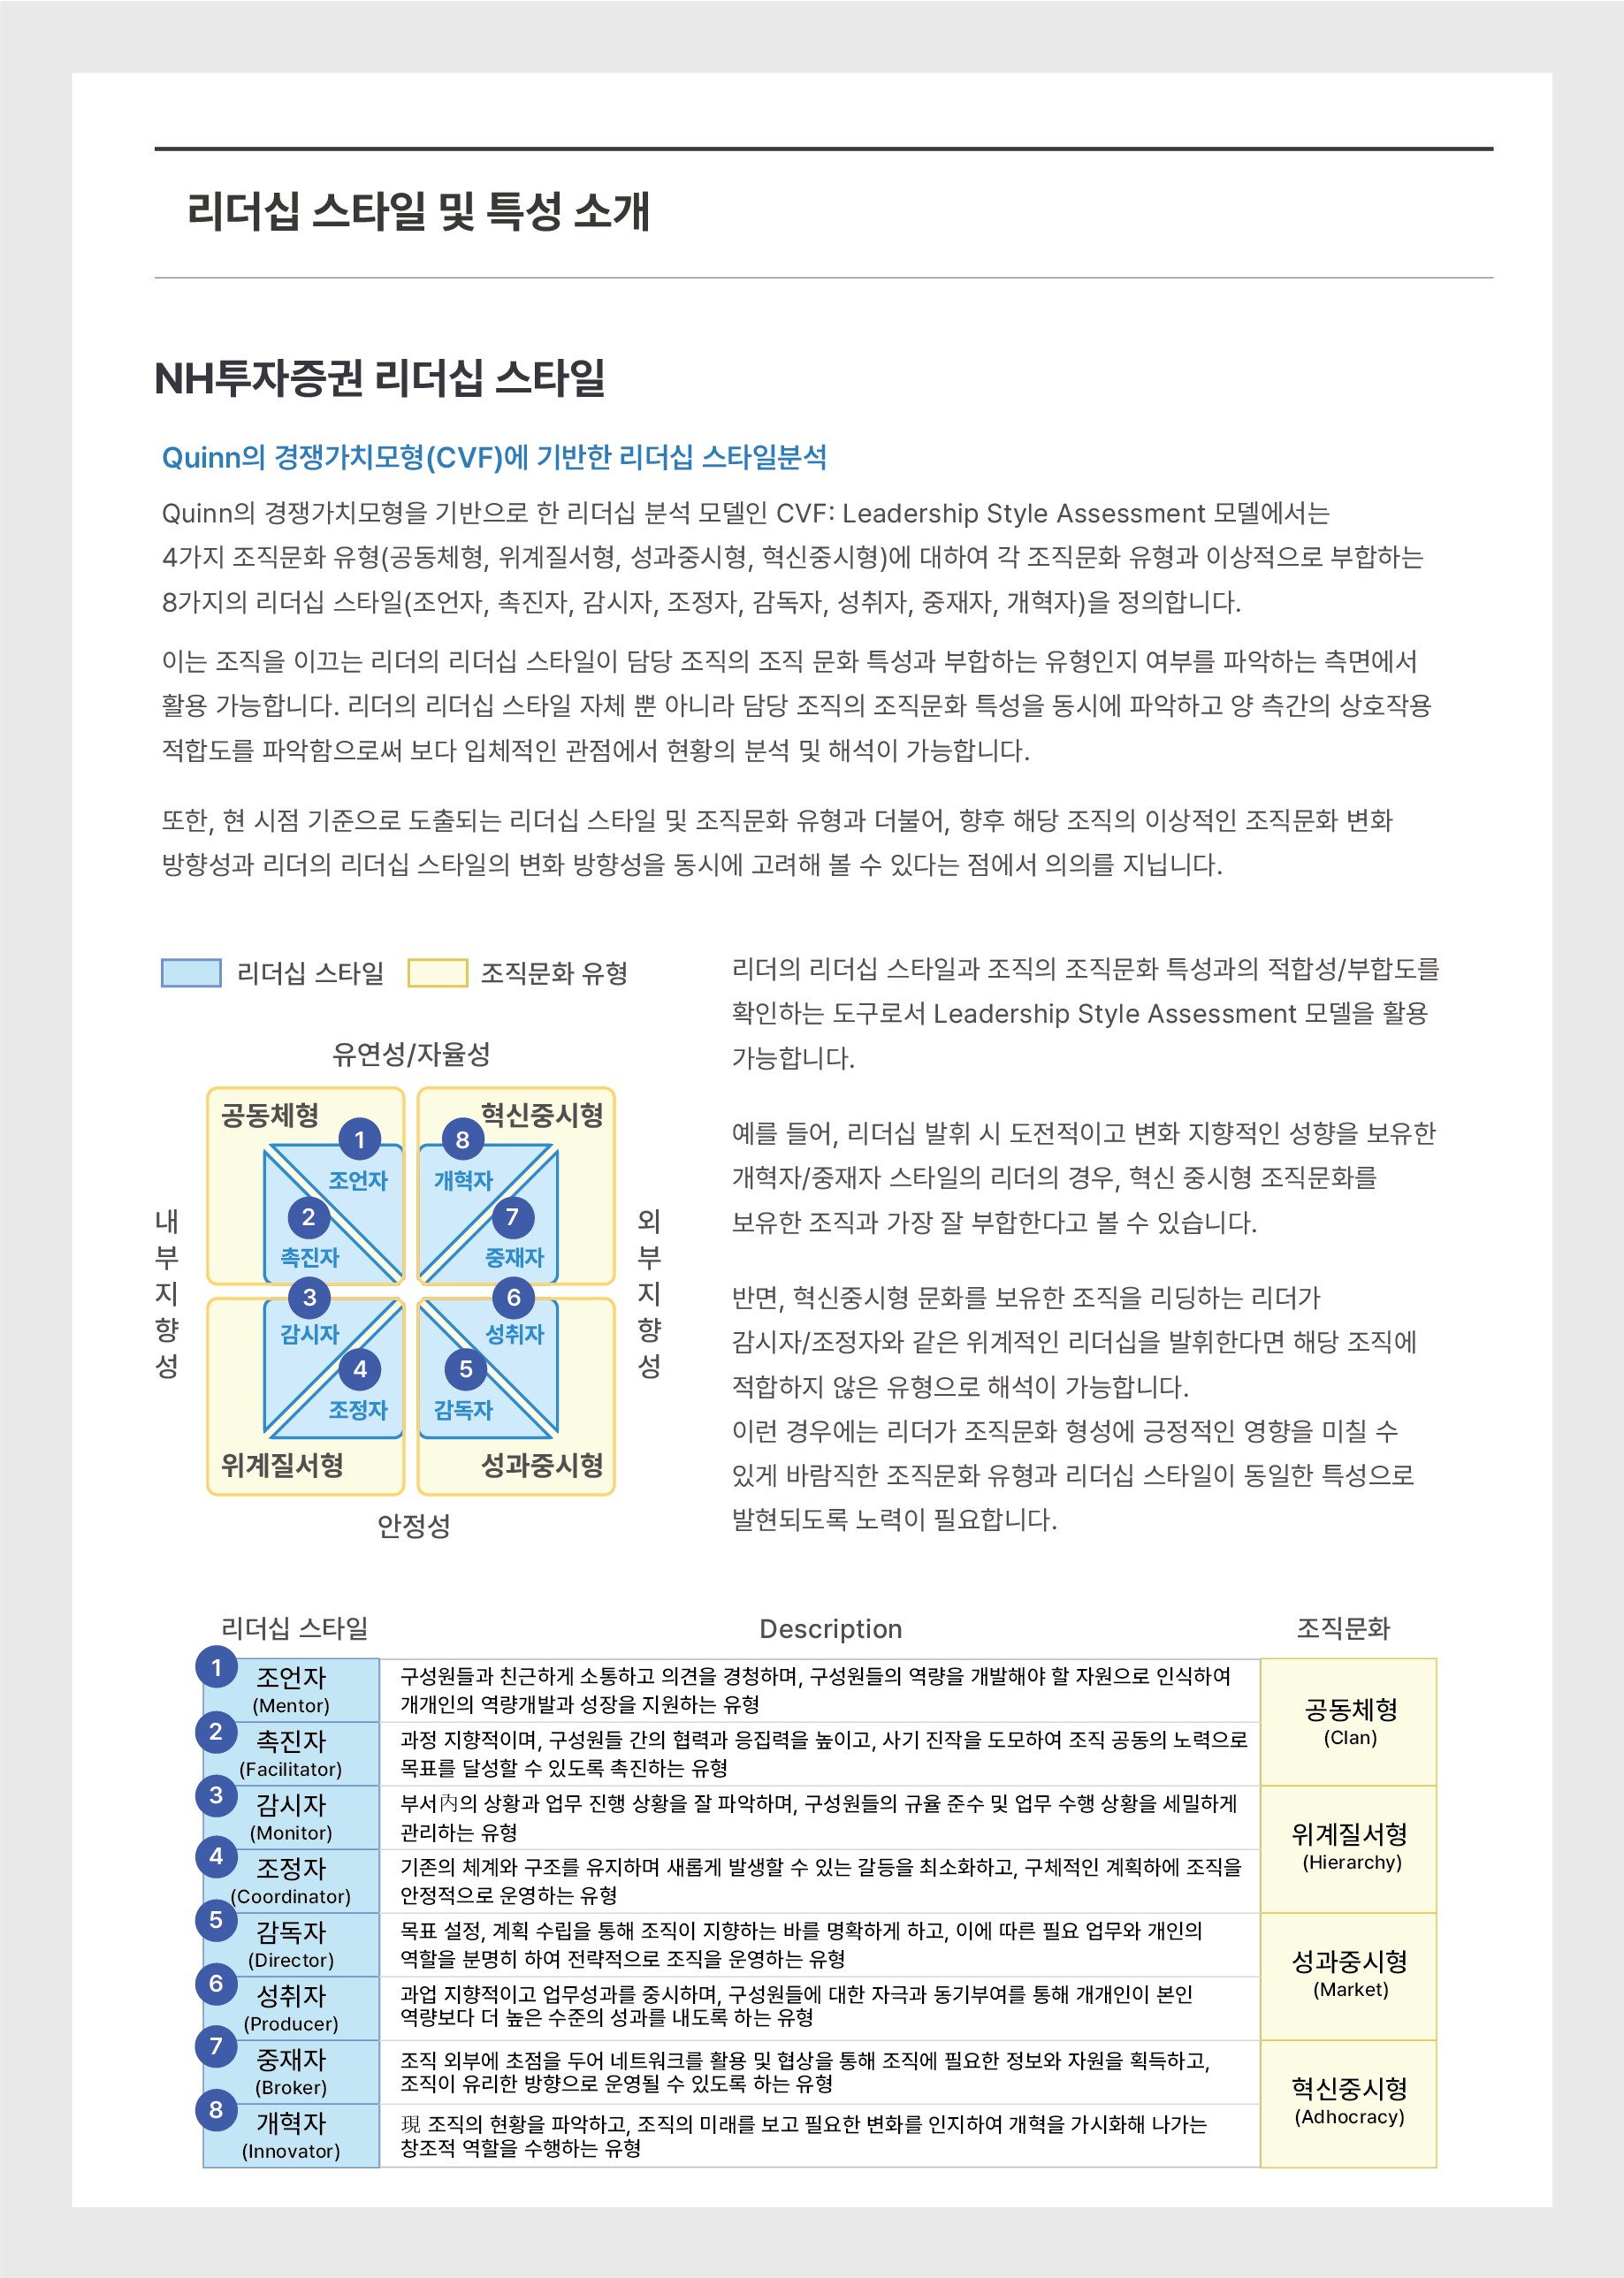 리더십 스타일 및 특성 소개
NH투자증권 리더십 스타일
Quinn의 경쟁가치모형(CVF)에 기반한 리더십 스타일분석
Quinn의 경쟁가치모형을 기반으로 한 리더십 분석 모델인 CVF: Leadership Style Assessment 모델에서는
4가지 조직문화 유형(공동체형, 위계질서형, 성과중시형, 혁신중시형)에 대하여 각 조직문화 유형과 이상적으로 부합하는
8가지의 리더십 스타일(조언자, 촉진자, 감시자, 조정자, 감독자, 성취자, 중재자, 개혁자)을 정의합니다.
이는 조직을 이끄는 리더의 리더십 스타일이 담당 조직의 조직 문화 특성과 부합하는 유형인지 여부를 파악하는 측면에서
활용 가능합니다. 리더의 리더십 스타일 자체 뿐 아니라 담당 조직의 조직문화 특성을 동시에 파악하고 양 측간의 상호작용
적합도를 파악함으로써 보다 입체적인 관점에서 현황의 분석 및 해석이 가능합니다.
또한, 현 시점 기준으로 도출되는 리더십 스타일 및 조직문화 유형과 더불어, 향후 해당 조직의 이상적인 조직문화 변화
방향성과 리더의 리더십 스타일의 변화 방향성을 동시에 고려해 볼 수 있다는 점에서 의의를 지닙니다.
리더십 스타일 조직문화 유형
유연성/자율성
공동체형 혁신중시형
1 8
조언자 개혁자
2 7
촉진자 중재자
내부지향성
외부지향성
3 6
감시자 성취자
4 5
조정자 감독자
위계질서형 성과중시형
안정성
리더의 리더십 스타일과 조직의 조직문화 특성과의 적합성/부합도를
확인하는 도구로서 Leadership Style Assessment 모델을 활용
가능합니다.
예를 들어, 리더십 발휘 시 도전적이고 변화 지향적인 성향을 보유한
개혁자/중재자 스타일의 리더의 경우, 혁신 중시형 조직문화를
보유한 조직과 가장 잘 부합한다고 볼 수 있습니다.
반면, 혁신중시형 문화를 보유한 조직을 리딩하는 리더가
감시자/조정자와 같은 위계적인 리더십을 발휘한다면 해당 조직에
적합하지 않은 유형으로 해석이 가능합니다.
이런 경우에는 리더가 조직문화 형성에 긍정적인 영향을 미칠 수
있게 바람직한 조직문화 유형과 리더십 스타일이 동일한 특성으로
발현되도록 노력이 필요합니다.
리더십 스타일 Description 조직문화
1 조언자
(Mentor)
구성원들과 친근하게 소통하고 의견을 경청하며, 구성원들의 역량을 개발해야 할 자원으로 인식하여
개개인의 역량개발과 성장을 지원하는 유형
공동체형
(Clan)
2 촉진자
(Facilitator)
과정 지향적이며, 구성원들 간의 협력과 응집력을 높이고, 사기 진작을 도모하여 조직 공동의 노력으로
목표를 달성할 수 있도록 촉진하는 유형
3 감시자
(Monitor)
부서內의 상황과 업무 진행 상황을 잘 파악하며, 구성원들의 규율 준수 및 업무 수행 상황을 세밀하게
관리하는 유형
위계질서형
(Hierarchy)
4 조정자
(Coordinator)
기존의 체계와 구조를 유지하며 새롭게 발생할 수 있는 갈등을 최소화하고, 구체적인 계획하에 조직을
안정적으로 운영하는 유형
5 감독자
(Director)
목표 설정, 계획 수립을 통해 조직이 지향하는 바를 명확하게 하고, 이에 따른 필요 업무와 개인의
역할을 분명히 하여 전략적으로 조직을 운영하는 유형
성과중시형
(Market)
6 성취자
(Producer)
과업 지향적이고 업무성과를 중시하며, 구성원들에 대한 자극과 동기부여를 통해 개개인이 본인
역량보다 더 높은 수준의 성과를 내도록 하는 유형
7 중재자
(Broker)
조직 외부에 초점을 두어 네트워크를 활용 및 협상을 통해 조직에 필요한 정보와 자원을 획득하고,
조직이 유리한 방향으로 운영될 수 있도록 하는 유형
혁신중시형
(Adhocracy)
8 개혁자
(Innovator)
現 조직의 현황을 파악하고, 조직의 미래를 보고 필요한 변화를 인지하여 개혁을 가시화해 나가는
창조적 역할을 수행하는 유형